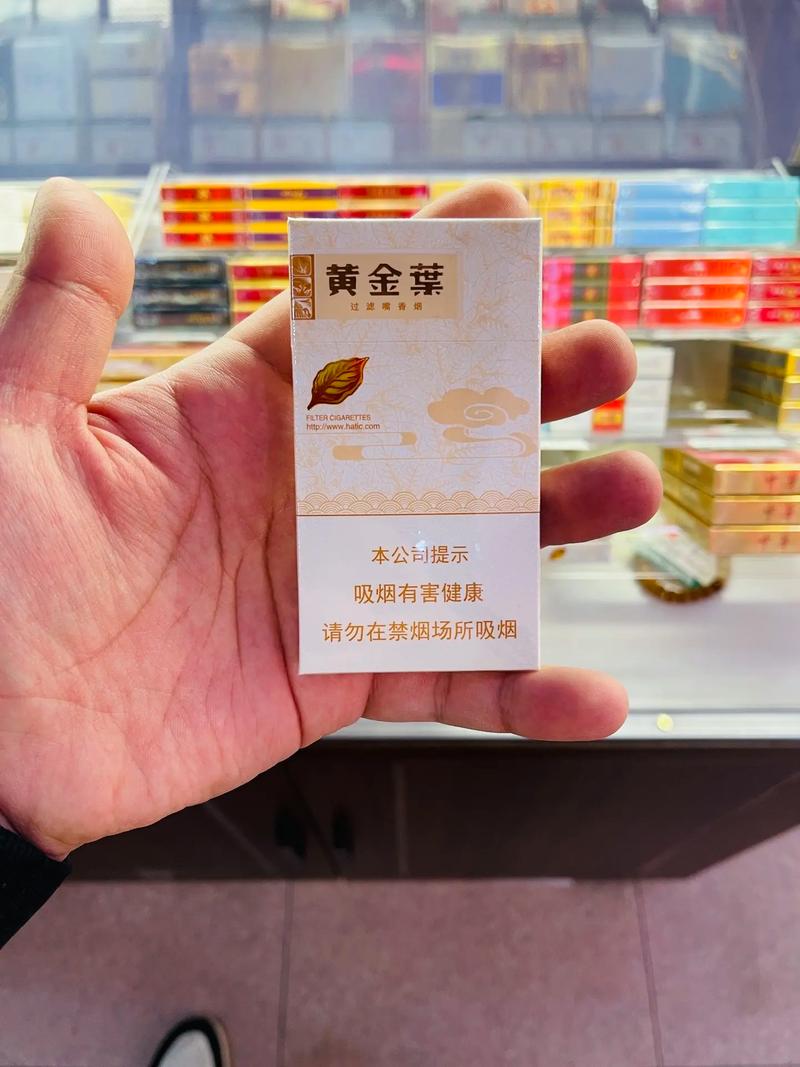 黄金葉
过滤嘴香烟
FILTER CIGARETTES
http://www.hatic.com
本公司提示
吸烟有害健康
请勿在禁烟场所吸烟